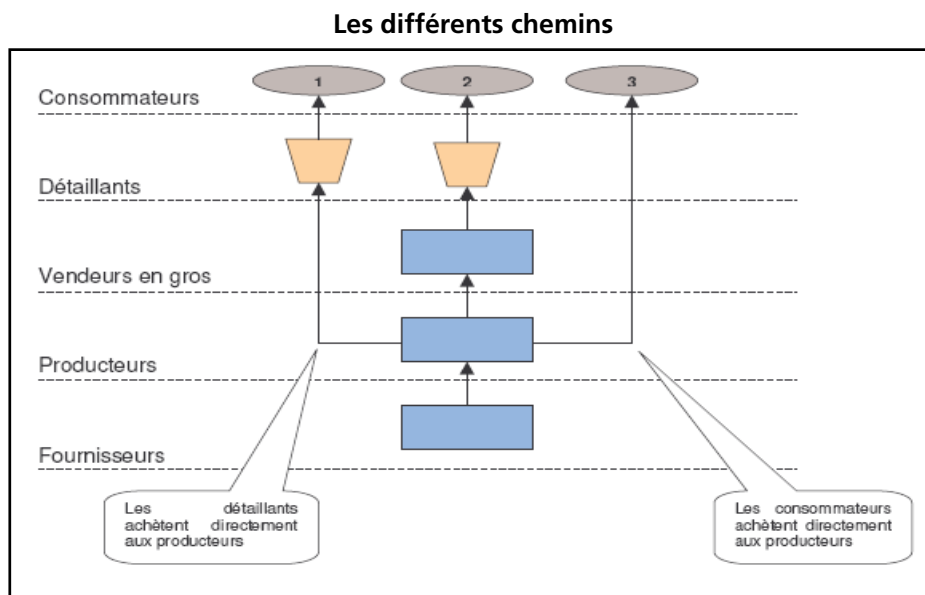 Les différents chemins
1 2 3
Consommateurs
Détaillants
Vendeurs en gros
Producteurs
Fournisseurs
Les détaillants
achètent directement
aux producteurs
Les consommateurs
achètent directement
aux producteurs